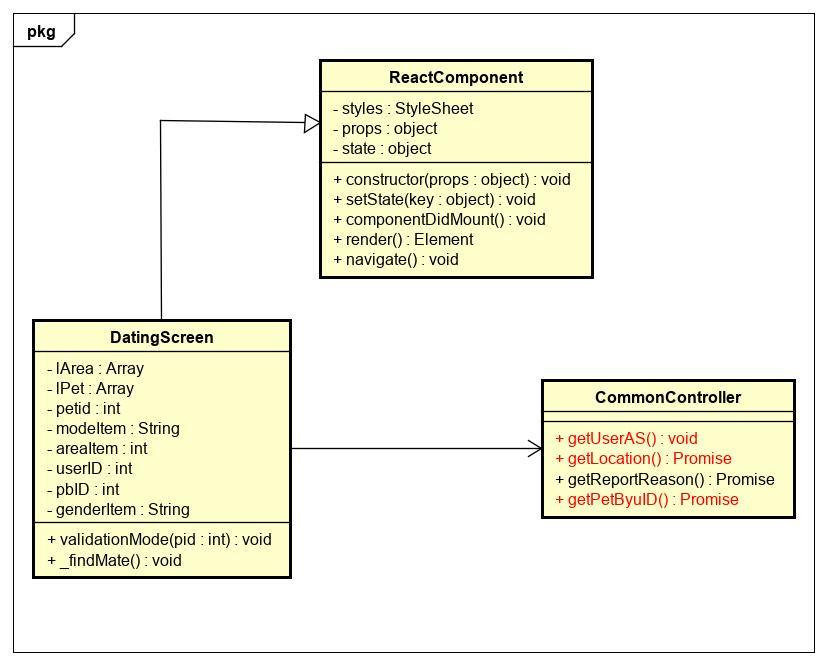 pkg
ReactComponent
- styles : StyleSheet
- props : object
- state : object
+ constructor(props : object) : void
+ setState(key : object) : void
+ componentDidMount() : void
+ render() : Element
+ navigate() : void
DatingScreen
- lArea : Array
- lPet : Array
- petid : int
- modeItem : String
- areaItem : int
- userID : int
- pbID : int
- genderItem : String
+ validationMode(pid : int) : void
+ _findMate() : void
CommonController
+ getUserAS() : void
+ getLocation() : Promise
+ getReportReason() : Promise
+ getPetByuID() : Promise